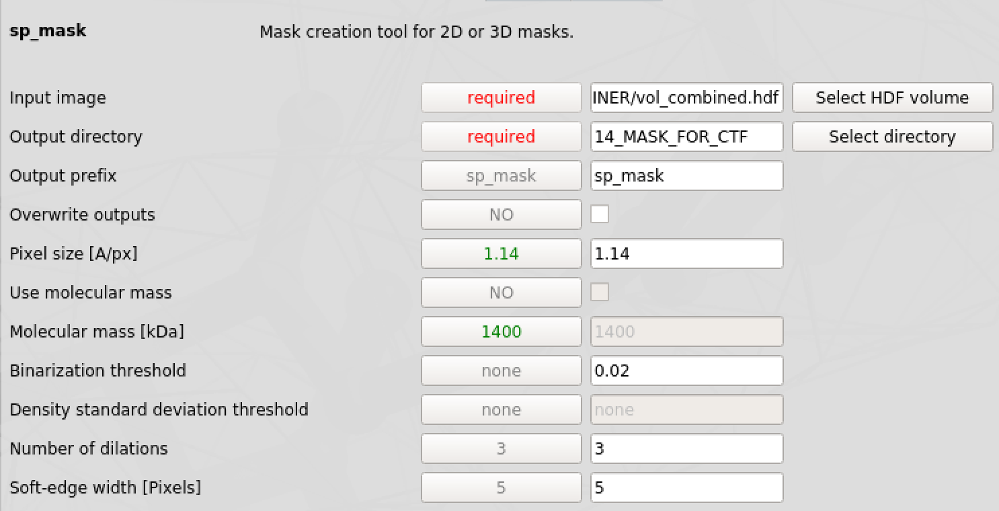 sp_mask Mask creation tool for 2D or 3D masks.
Input image required INER/vol_combined.hdf Select HDF volume
Output directory required 14_MASK_FOR_CTF Select directory
Output prefix sp_mask sp_mask
Overwrite outputs NO
Pixel size [A/px] 1.14 1.14
Use molecular mass NO
Molecular mass [kDa] 1400 1400
Binarization threshold none 0.02
Density standard deviation threshold none none
Number of dilations 3 3
Soft-edge width [Pixels] 5 5